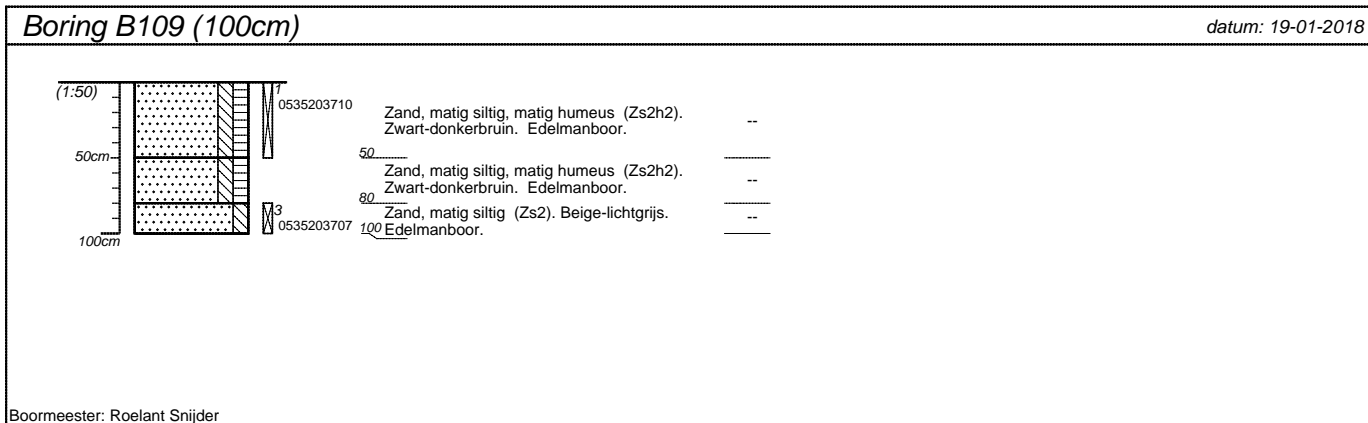 Boring B109 (100cm)
datum: 19-01-2018
(1:50)
1
0535203710
Zand, matig siltig, matig humeus (Zs2h2).
Zwart-donkerbruin. Edelmanboor.
--
50cm
50
Zand, matig siltig, matig humeus (Zs2h2).
Zwart-donkerbruin. Edelmanboor.
--
80
3
0535203707
Zand, matig siltig (Zs2). Beige-lichtgrijs.
Edelmanboor.
--
100
100cm
Boormeester: Roelant Snijder